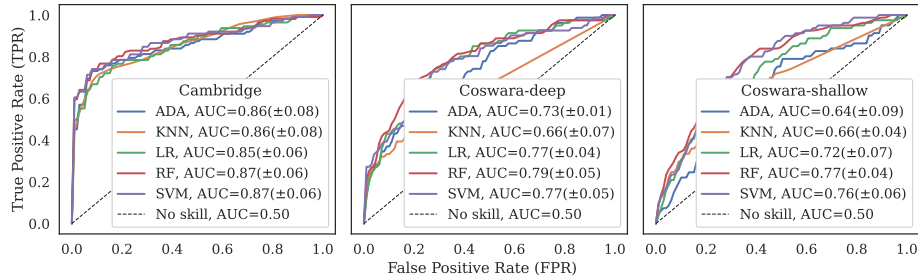 True Positive Rate (TPR)
1.0
0.8
0.6
0.4
0.2
0.0
Cambridge
ADA, AUC=0.86(±0.08)
KNN, AUC=0.86(±0.08)
LR, AUC=0.85(±0.06)
RF, AUC=0.87(±0.06)
SVM, AUC=0.87(±0.06)
No skill, AUC=0.50
0.0 0.2 0.4 0.6 0.8 1.0
Coswara-deep
ADA, AUC=0.73(±0.01)
KNN, AUC=0.66(±0.07)
LR, AUC=0.77(±0.04)
RF, AUC=0.79(±0.05)
SVM, AUC=0.77(±0.05)
No skill, AUC=0.50
0.0 0.2 0.4 0.6 0.8 1.0
Coswara-shallow
ADA, AUC=0.64(±0.09)
KNN, AUC=0.66(±0.04)
LR, AUC=0.72(±0.07)
RF, AUC=0.77(±0.04)
SVM, AUC=0.76(±0.06)
No skill, AUC=0.50
0.0 0.2 0.4 0.6 0.8 1.0
False Positive Rate (FPR)